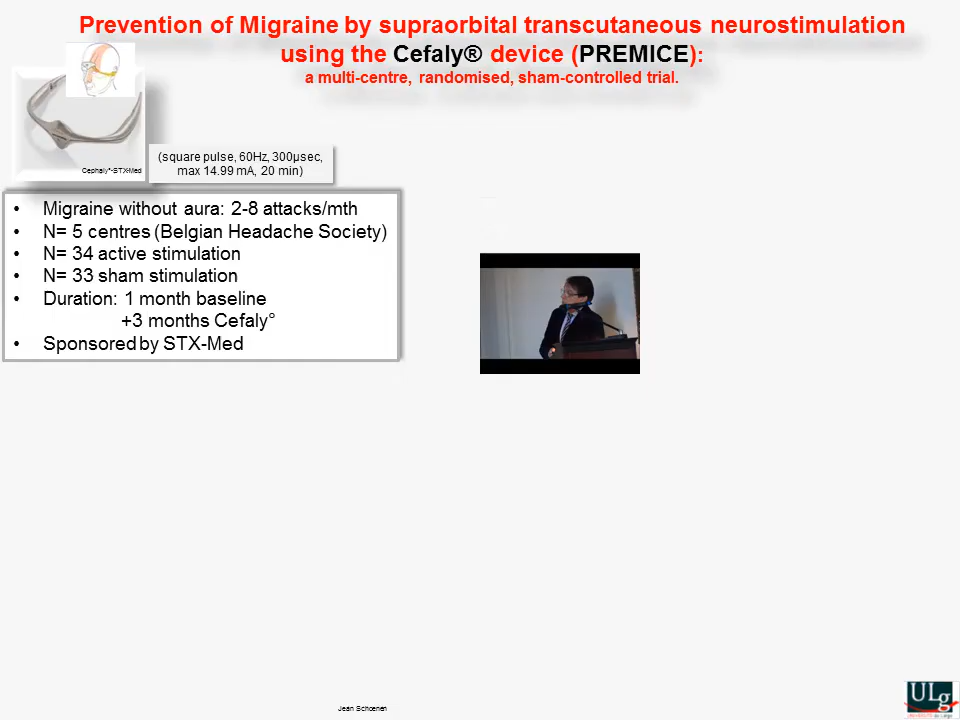 Prevention of Migraine by supraorbital transcutaneous neurostimulation
using the Cefaly® device (PREMICE):
a multi-centre, randomised, sham-controlled trial.
Cephaly°-STX-Med
(square pulse, 60Hz, 300µsec,
max 14.99 mA, 20 min)
• Migraine without aura: 2-8 attacks/mth
• N= 5 centres (Belgian Headache Society)
• N= 34 active stimulation
• N= 33 sham stimulation
• Duration: 1 month baseline
+3 months Cefaly°
• Sponsored by STX-Med
Jean Schoenen
ULg